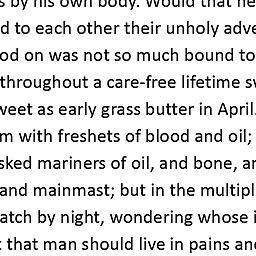 by his own body. Would that he
to each other their unholy
on was not so much bound to
throughout a care-free lifetime
as early grass butter in April.
with freshets of blood and oil;
mariners of oil, and bone,
and mainmast; but in the
by night, wondering whose
that man should live in pains